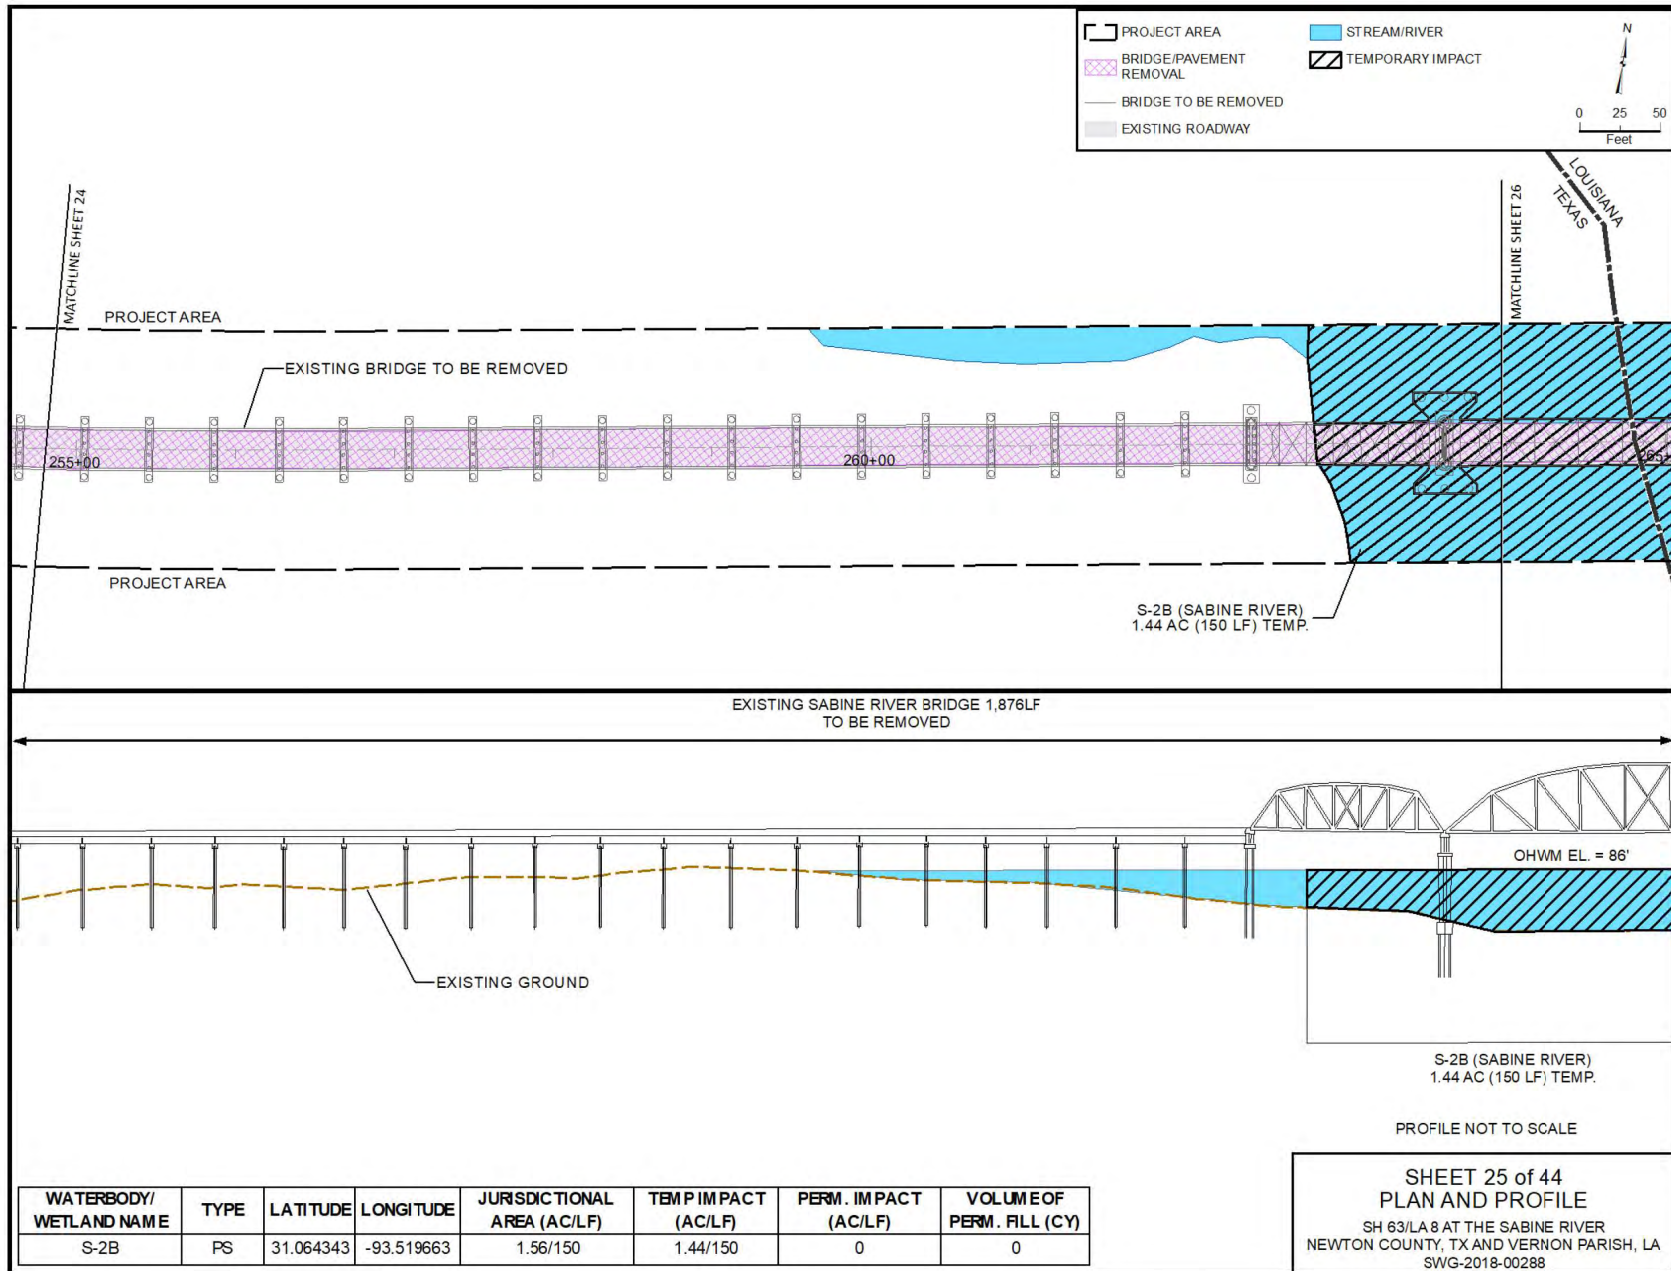 PROJECT AREA
BRIDGE/PAVEMENT
REMOVAL
BRIDGE TO BE REMOVED
EXISTING ROADWAY
STREAM/RIVER
TEMPORARY IMPACT
N
0 25 50
Feet
LOUISIANA
TEXAS
MATCHLINE SHEET 24
MATCHLINE SHEET 26
PROJECT AREA
EXISTING BRIDGE TO BE REMOVED
255+00
260+00
265+
PROJECT AREA
S-2B (SABINE RIVER)
1.44 AC (150 LF) TEMP.
EXISTING SABINE RIVER BRIDGE 1,876LF
TO BE REMOVED
OHWM EL. = 86'
EXISTING GROUND
S-2B (SABINE RIVER)
1.44 AC (150 LF) TEMP.
PROFILE NOT TO SCALE
WATERBODY/ WETLAND NAME TYPE LATITUDE LONGITUDE JURISDICTIONAL AREA (AC/LF) TEMP IMPACT (AC/LF) PERM. IMPACT (AC/LF) VOLUME OF PERM. FILL (CY)
S-2B PS 31.064343 -93.519663 1.56/150 1.44/150 0 0
SHEET 25 of 44
PLAN AND PROFILE
SH 63/LA 8 AT THE SABINE RIVER
NEWTON COUNTY, TX AND VERNON PARISH, LA
SWG-2018-00288